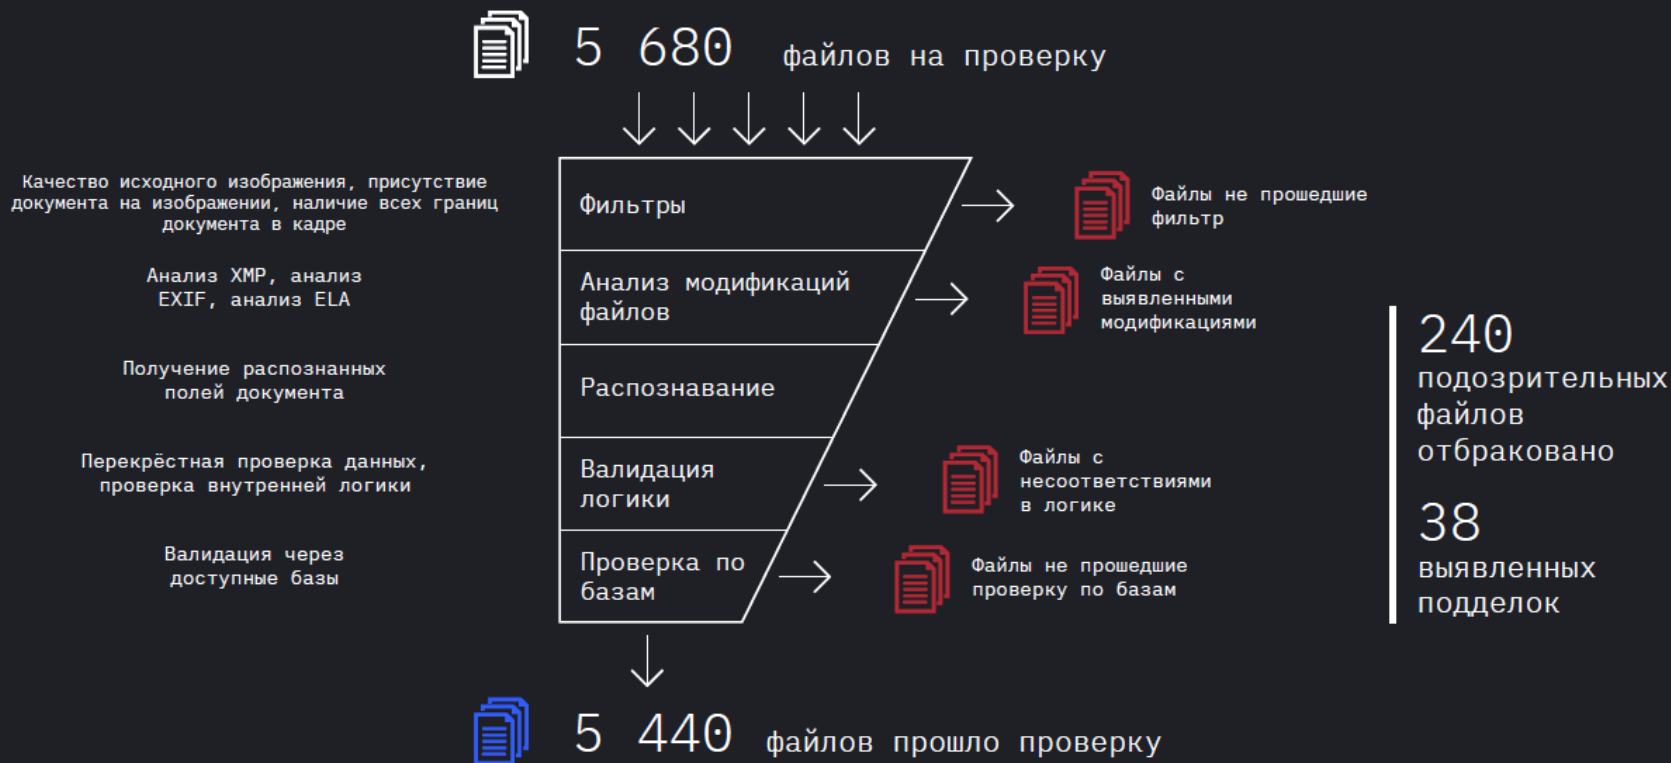 5 680 файлов на проверку
Качество исходного изображения, присутствие
документа на изображении, наличие всех границ
документа в кадре
Фильтры
Файлы не прошедшие
фильтр
Анализ XMP, анализ
EXIF, анализ ELA
Анализ модификаций
файлов
Файлы с
выявленными
модификациями
Получение распознанных
полей документа
Распознавание
Перекрёстная проверка данных,
проверка внутренней логики
Валидация
логики
Файлы с
несоответствиями
в логике
Валидация через
доступные базы
Проверка по
базам
Файлы не прошедшие
проверку по базам
240
подозрительных
файлов
отбраковано
38
выявленных
подделок
5 440 файлов прошло проверку